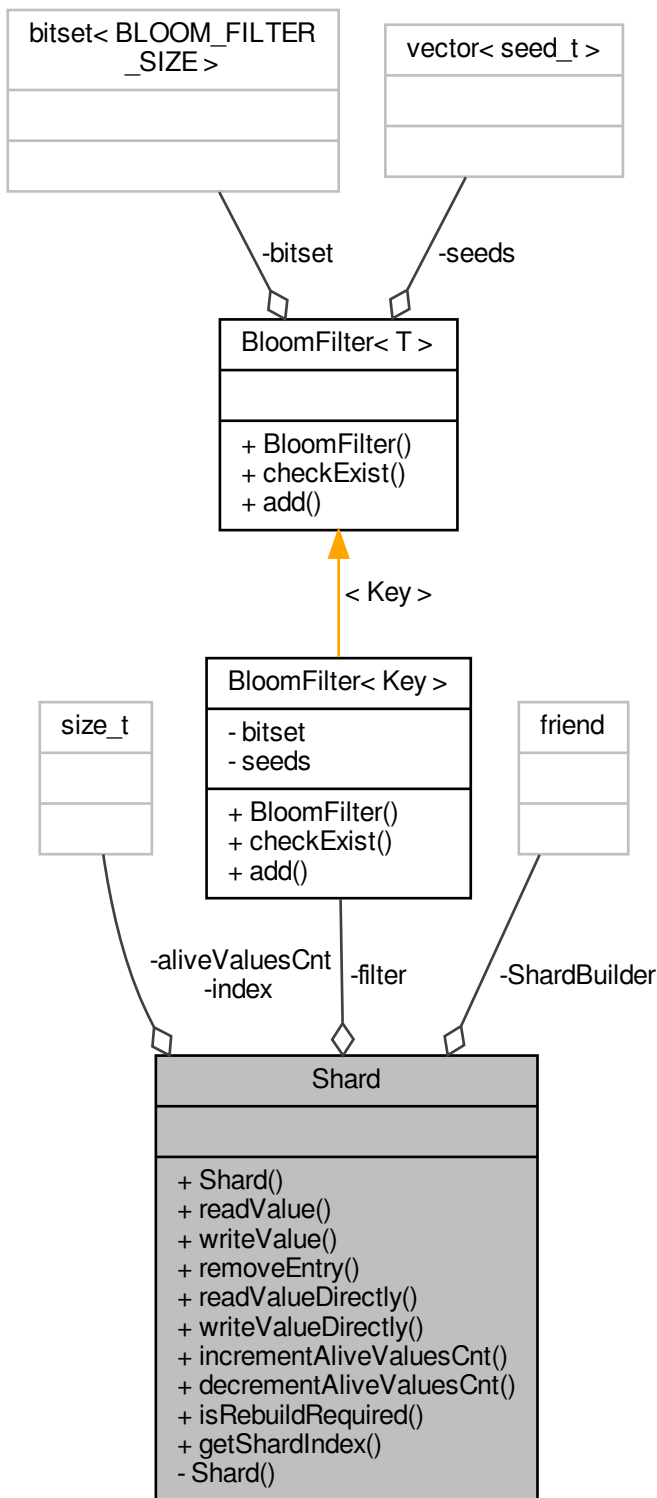 bitset< BLOOM_FILTER
_SIZE >
vector< seed_t >
-bitset
-seeds
BloomFilter< T >
+ BloomFilter()
+ checkExist()
+ add()
< Key >
BloomFilter< Key >
- bitset
- seeds
+ BloomFilter()
+ checkExist()
+ add()
size_t
friend
-aliveValuesCnt
-index
-filter
-ShardBuilder
Shard
+ Shard()
+ readValue()
+ writeValue()
+ removeEntry()
+ readValueDirectly()
+ writeValueDirectly()
+ incrementAliveValuesCnt()
+ decrementAliveValuesCnt()
+ isRebuildRequired()
+ getShardIndex()
- Shard()